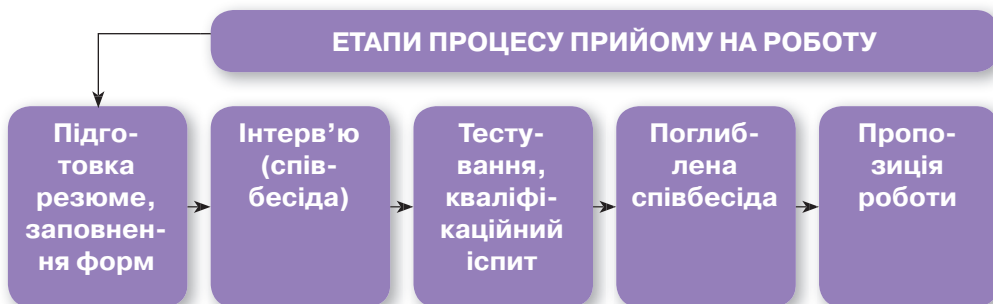 ЕТАПИ ПРОЦЕСУ ПРИЙОМУ НА РОБОТУ
Підго-
товка
резюме,
заповнен-
ня форм
Інтерв’ю
(спів-
бесіда)
Тесту-
вання,
кваліфі-
каційний
іспит
Поглиб-
лена
співбесіда
Пропо-
зиція
роботи